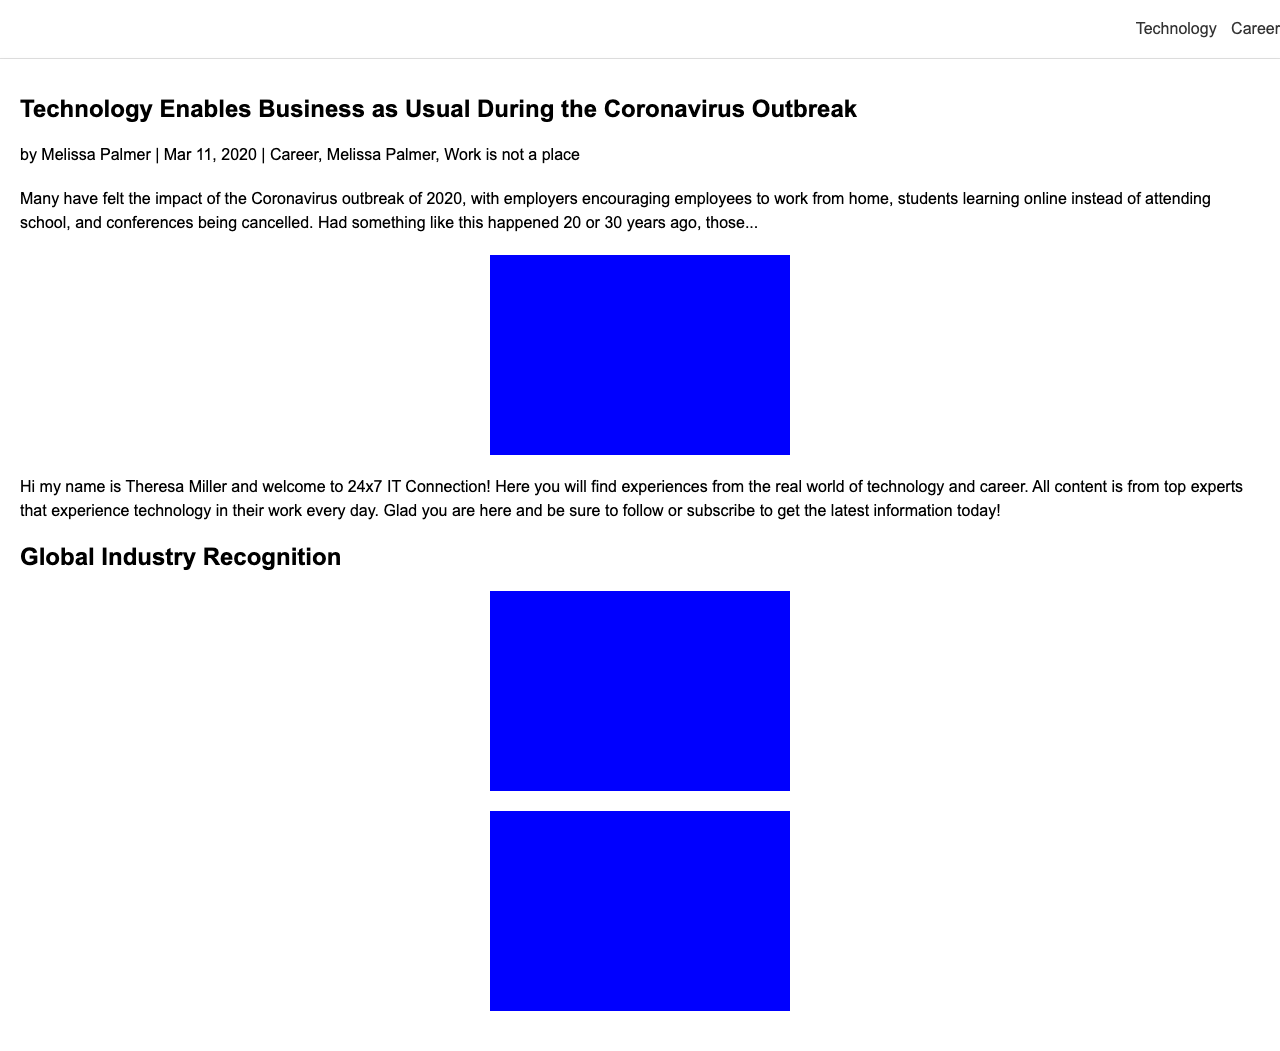 Technology Career
Technology Enables Business as Usual During the Coronavirus Outbreak
by Melissa Palmer | Mar 11, 2020 | Career, Melissa Palmer, Work is not a place
Many have felt the impact of the Coronavirus outbreak of 2020, with employers encouraging employees to work from home, students learning online instead of attending
school, and conferences being cancelled. Had something like this happened 20 or 30 years ago, those...
Hi my name is Theresa Miller and welcome to 24x7 IT Connection! Here you will find experiences from the real world of technology and career. All content is from top experts
that experience technology in their work every day. Glad you are here and be sure to follow or subscribe to get the latest information today!
Global Industry Recognition